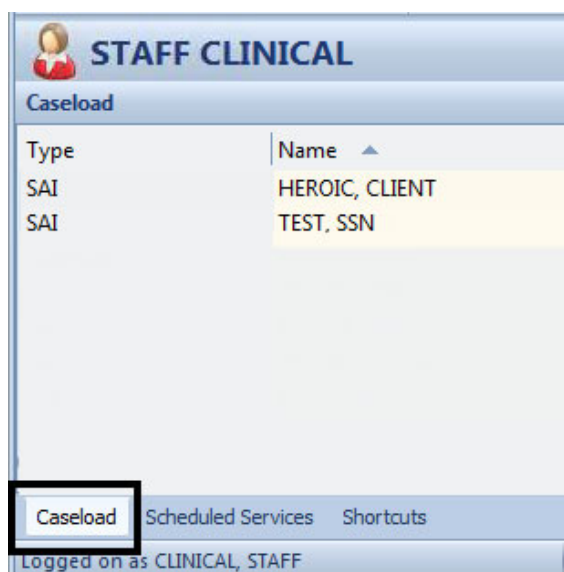 STAFF CLINICAL
Caseload
Type Name
SAI HEROIC, CLIENT
SAI TEST, SSN
Caseload Scheduled Services Shortcuts
Logged on as CLINICAL, STAFF